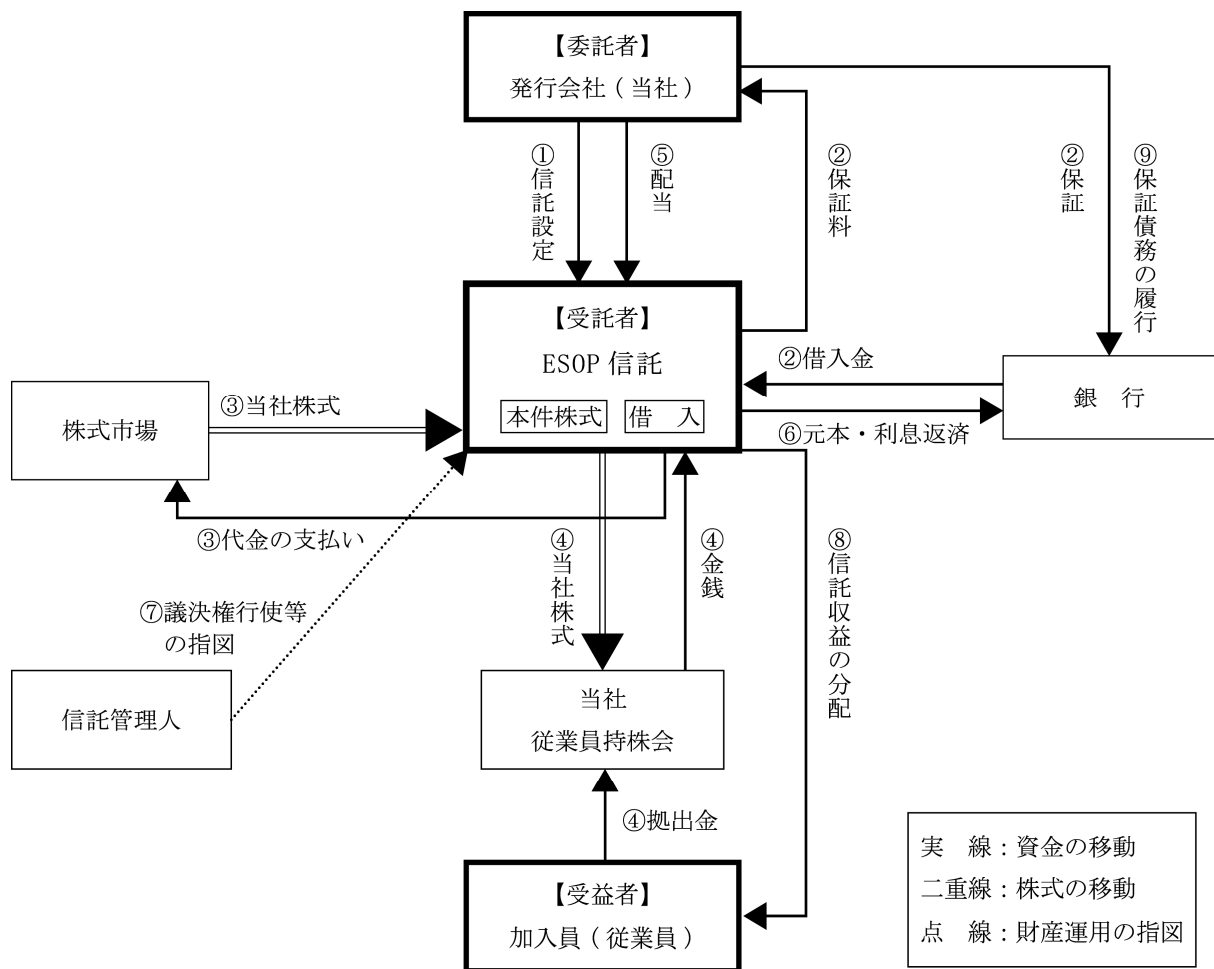 【委託者】
発行会社(当社)
①信託設定
⑤配当
②保証料
②保証
⑨保証債務の履行
【受託者】
ESOP 信託
本件株式
借　入
②借入金
⑥元本・利息返済
銀　行
株式市場
③当社株式
③代金の支払い
④当社株式
④金銭
⑧信託収益の分配
⑦議決権行使等
の指図
信託管理人
当社
従業員持株会
④拠出金
【受益者】
加入員(従業員)
実　線：資金の移動
二重線：株式の移動
点　線：財産運用の指図